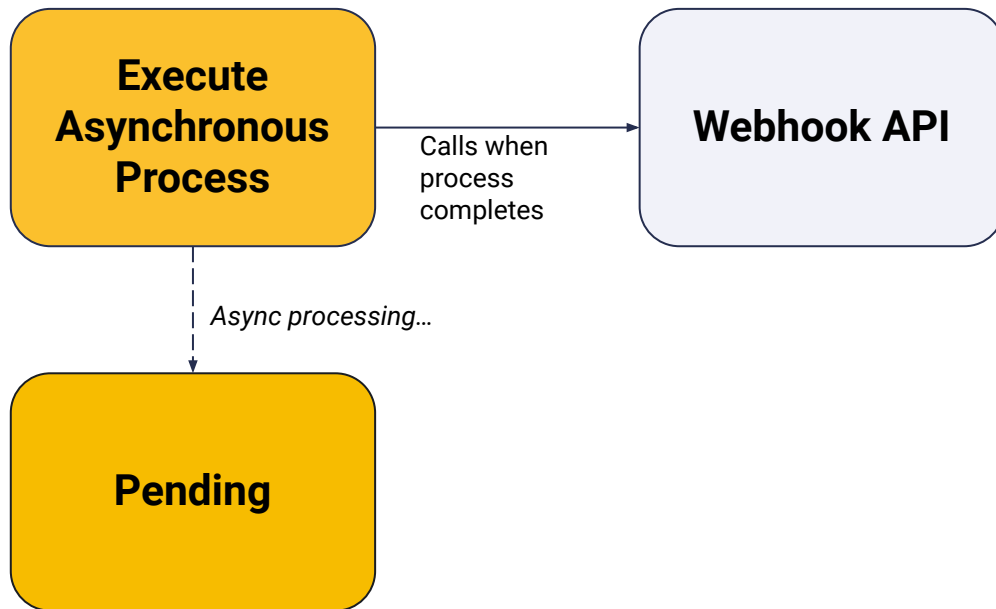 Execute
Asynchronous
Process
Webhook API
Calls when
process
completes
Async processing…
Pending